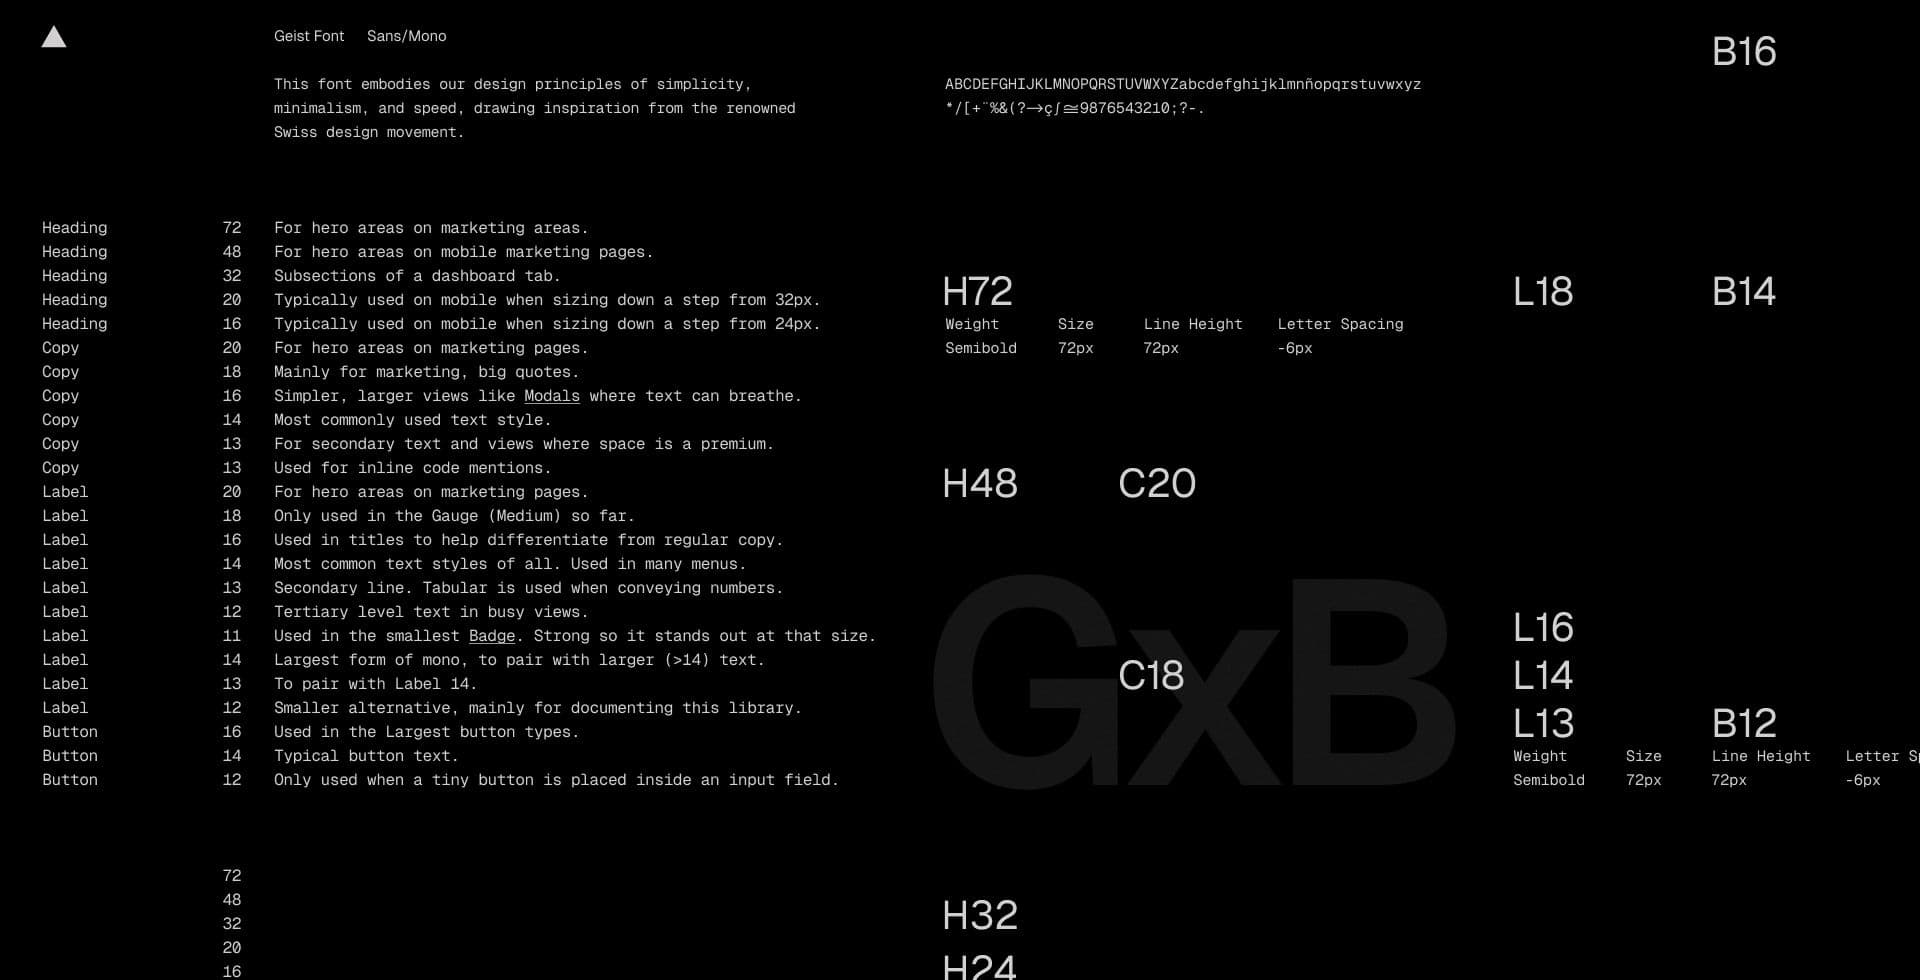 Geist Font Sans/Mono
B16
This font embodies our design principles of simplicity,
minimalism, and speed, drawing inspiration from the renowned
Swiss design movement.
ABCDEFGHIJKLMNOPQRSTUVWXYZabcdefghijklmnñopqrstuvwxyz
*/[+¨%&(?→ç∫≅9876543210;?-.
Heading 72 For hero areas on marketing areas.
Heading 48 For hero areas on mobile marketing pages.
Heading 32 Subsections of a dashboard tab.
Heading 20 Typically used on mobile when sizing down a step from 32px.
Heading 16 Typically used on mobile when sizing down a step from 24px.
Copy 20 For hero areas on marketing pages.
Copy 18 Mainly for marketing, big quotes.
Copy 16 Simpler, larger views like Modals where text can breathe.
Copy 14 Most commonly used text style.
Copy 13 For secondary text and views where space is a premium.
Copy 13 Used for inline code mentions.
Label 20 For hero areas on marketing pages.
Label 18 Only used in the Gauge (Medium) so far.
Label 16 Used in titles to help differentiate from regular copy.
Label 14 Most common text styles of all. Used in many menus.
Label 13 Secondary line. Tabular is used when conveying numbers.
Label 12 Tertiary level text in busy views.
Label 11 Used in the smallest Badge. Strong so it stands out at that size.
Label 14 Largest form of mono, to pair with larger (>14) text.
Label 13 To pair with Label 14.
Label 12 Smaller alternative, mainly for documenting this library.
Button 16 Used in the Largest button types.
Button 14 Typical button text.
Button 12 Only used when a tiny button is placed inside an input field.
72
48
32
20
16
H72
Weight Size Line Height Letter Spacing
Semibold 72px 72px -6px
H48 C20
GxB
C18
H32
H24
L18 B14
L16
L14
L13 B12
Weight Size Line Height Letter Sp
Semibold 72px 72px -6px